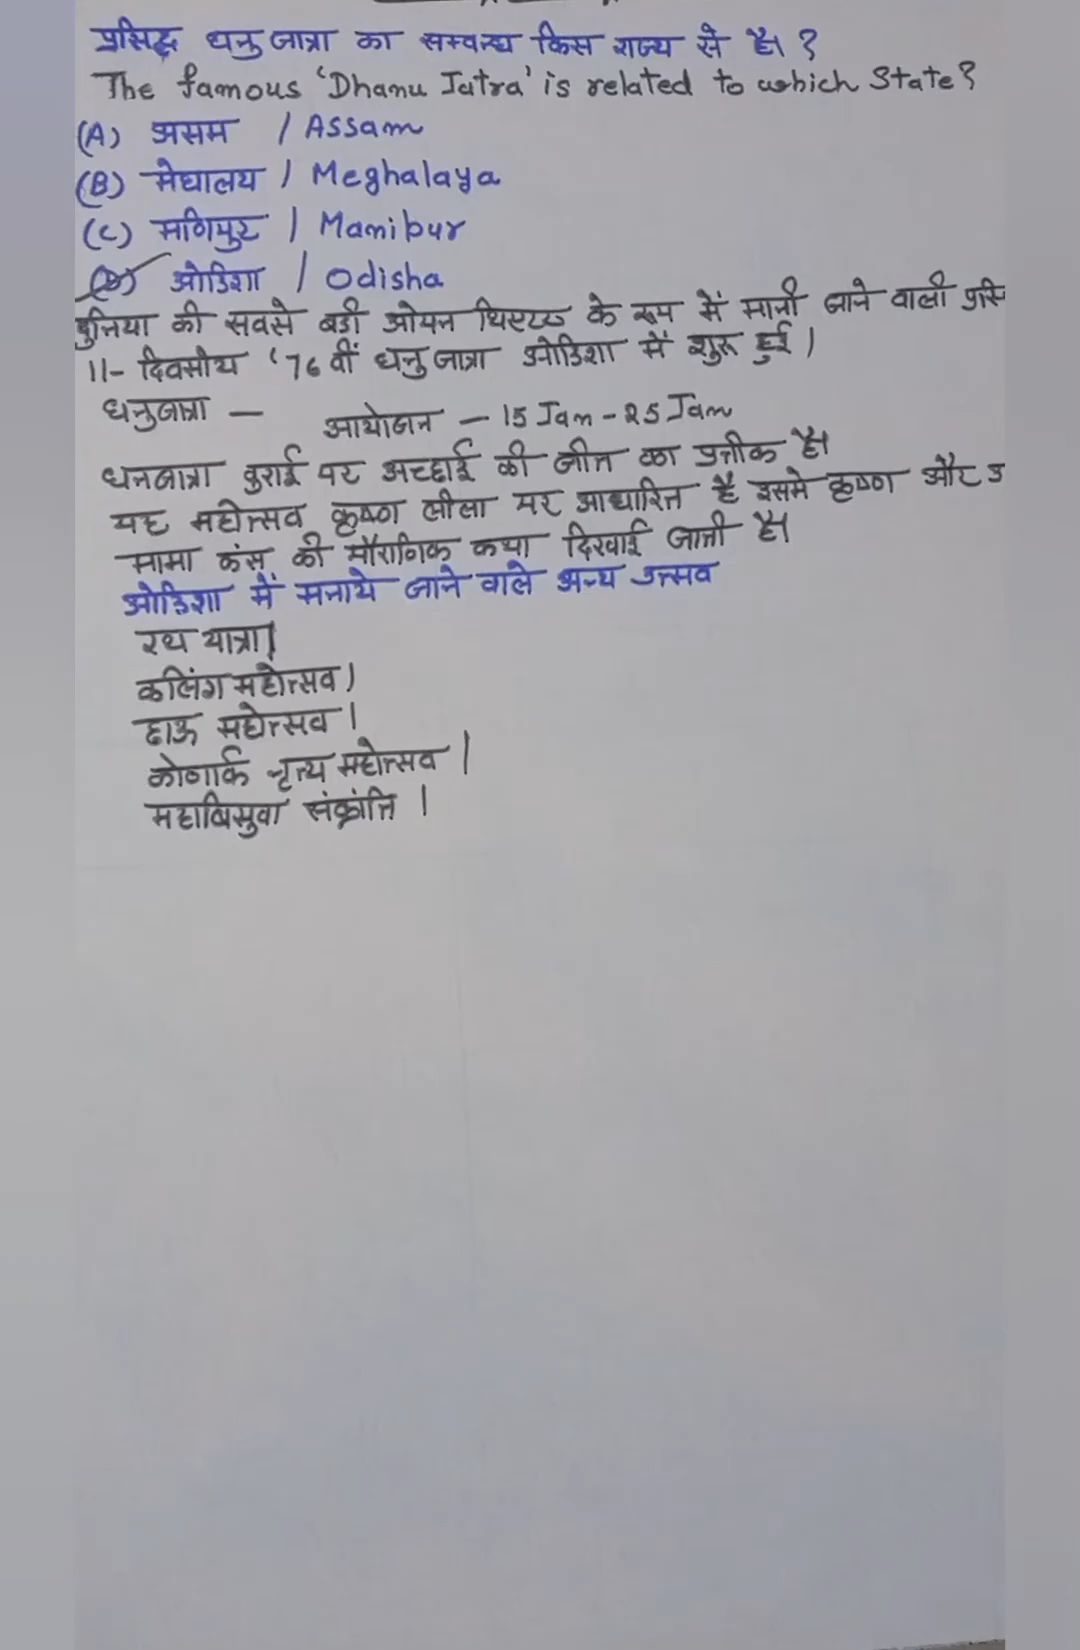 प्रसिद्ध धनु जात्रा का सम्वन्ध किस राज्य से है। ?
The famous 'Dhanu Jatra' is related to which State?
(A) असम / Assam
(B) मेघालय / Meghalaya
(C) मणिपुर / Manipur
(D) ओडिशा / Odisha
दुनिया की सवसे बडी ओपन थिएटर के रूप में मानी जाने वाली प्रसि
11- दिवसीय '76 वीं धनु जात्रा ओडिशा में शुरू हुई।
धनुजात्रा — आयोजन — 15 Jan - 25 Jan
धनजात्रा वुराई पर अच्छाई की जीत का प्रतीक है।
यह महोत्सव कृष्ण लीला पर आधारित है इसमे कृष्ण और उ
मामा कंस की पौराणिक कथा दिखाई जाती है।
ओडिशा में मनाये जाने वाले अन्य उत्सव
रथ यात्रा।
कलिंग महोत्सव।
छाऊ महोत्सव।
कोणार्क नृत्य महोत्सव।
महाबिसुवा संक्रांति।